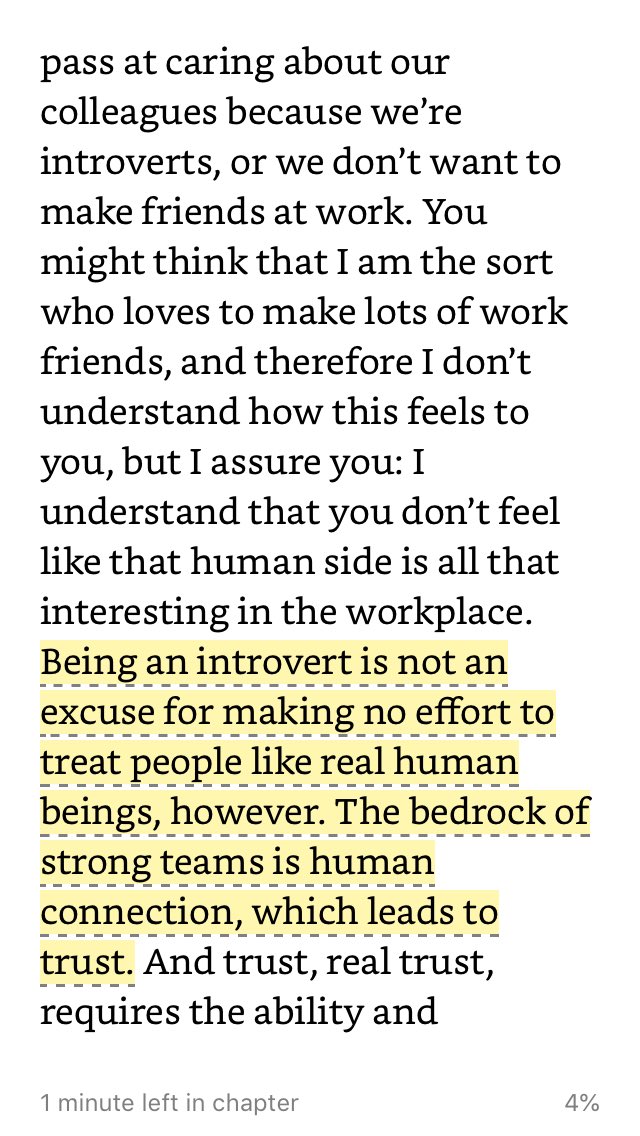 pass at caring about our
colleagues because we’re
introverts, or we don’t want to
make friends at work. You
might think that I am the sort
who loves to make lots of work
friends, and therefore I don’t
understand how this feels to
you, but I assure you: I
understand that you don’t feel
like that human side is all that
interesting in the workplace.
Being an introvert is not an
excuse for making no effort to
treat people like real human
beings, however. The bedrock of
strong teams is human
connection, which leads to
trust. And trust, real trust,
requires the ability and
1 minute left in chapter 4%